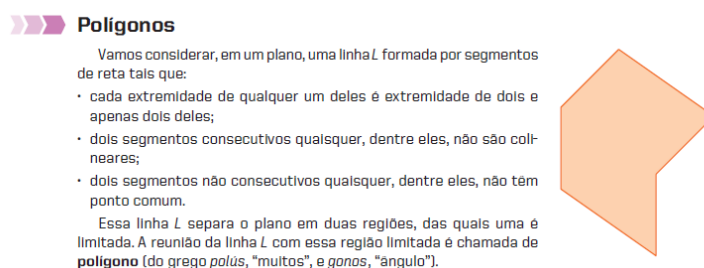 Polígonos
Vamos considerar, em um plano, uma linha L formada por segmentos
de reta tais que:
• cada extremidade de qualquer um deles é extremidade de dois e
apenas dois deles;
• dois segmentos consecutivos quaisquer, dentre eles, não são coli-
neares;
• dois segmentos não consecutivos quaisquer, dentre eles, não têm
ponto comum.
Essa linha L separa o plano em duas regiões, das quais uma é
limitada. A reunião da linha L com essa região limitada é chamada de
polígono (do grego polús, “muitos”, e gonos, “ângulo”).